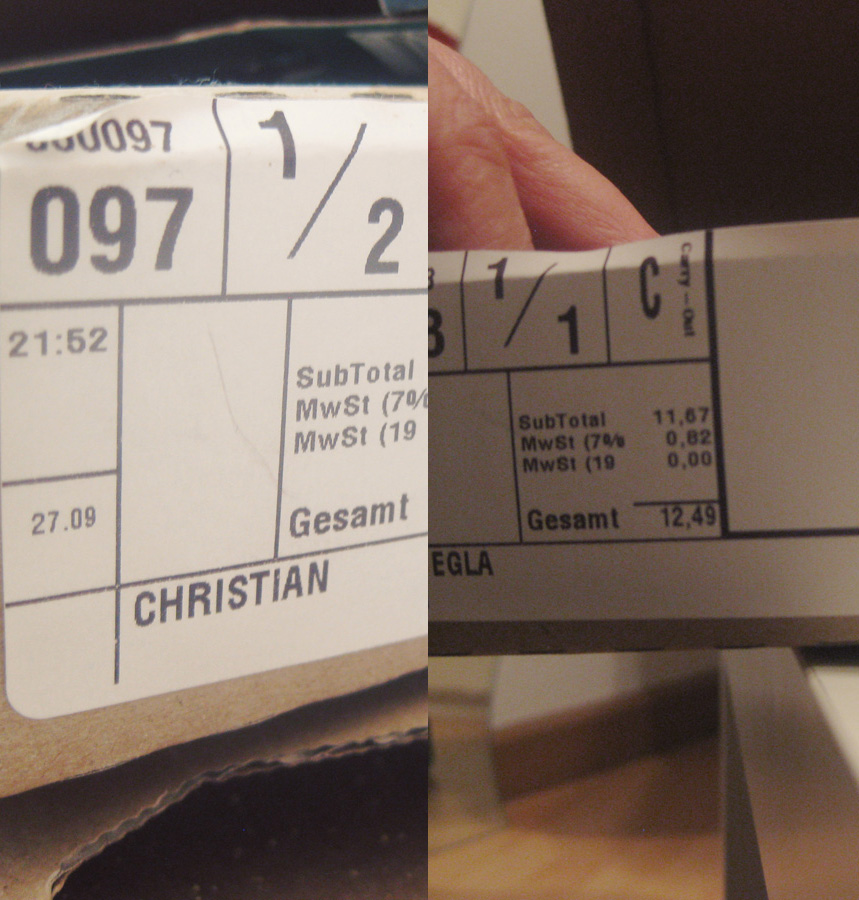 000097
097
1/2
21:52
SubTotal
MwSt (7%
MwSt (19
27.09
Gesamt
CHRISTIAN
8
1/1
C
Carry-Out
SubTotal 11,67
MwSt (7% 0,82
MwSt (19 0,00
Gesamt 12,49
EGLA